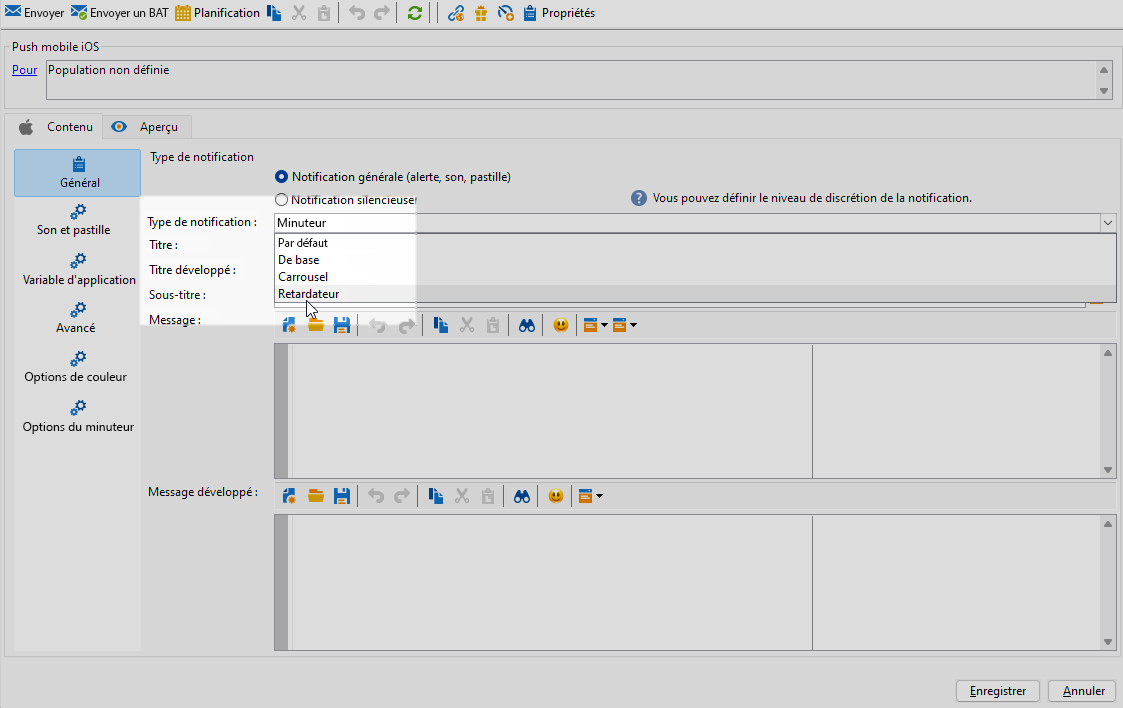 Envoyer Envoyer un BAT Planification Propriétés
Push mobile iOS
Pour Population non définie
Contenu Aperçu
Général
Son et pastille
Variable d'application
Avancé
Options de couleur
Options du minuteur
Type de notification
Notification générale (alerte, son, pastille)
Notification silencieuse
Vous pouvez définir le niveau de discrétion de la notification.
Type de notification : Minuteur
Titre :
Titre développé :
Sous-titre :
Message :
Par défaut
De base
Carrousel
Retardateur
Message développé :
Enregistrer Annuler